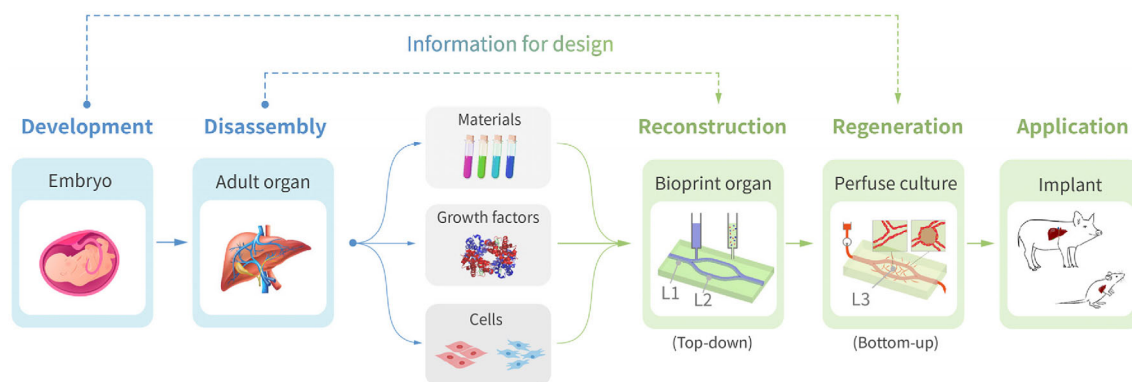 Information for design
Development
Disassembly
Reconstruction
Regeneration
Application
Embryo
Adult organ
Materials
Growth factors
Cells
Bioprint organ
L1
L2
(Top-down)
Perfuse culture
L3
(Bottom-up)
Implant